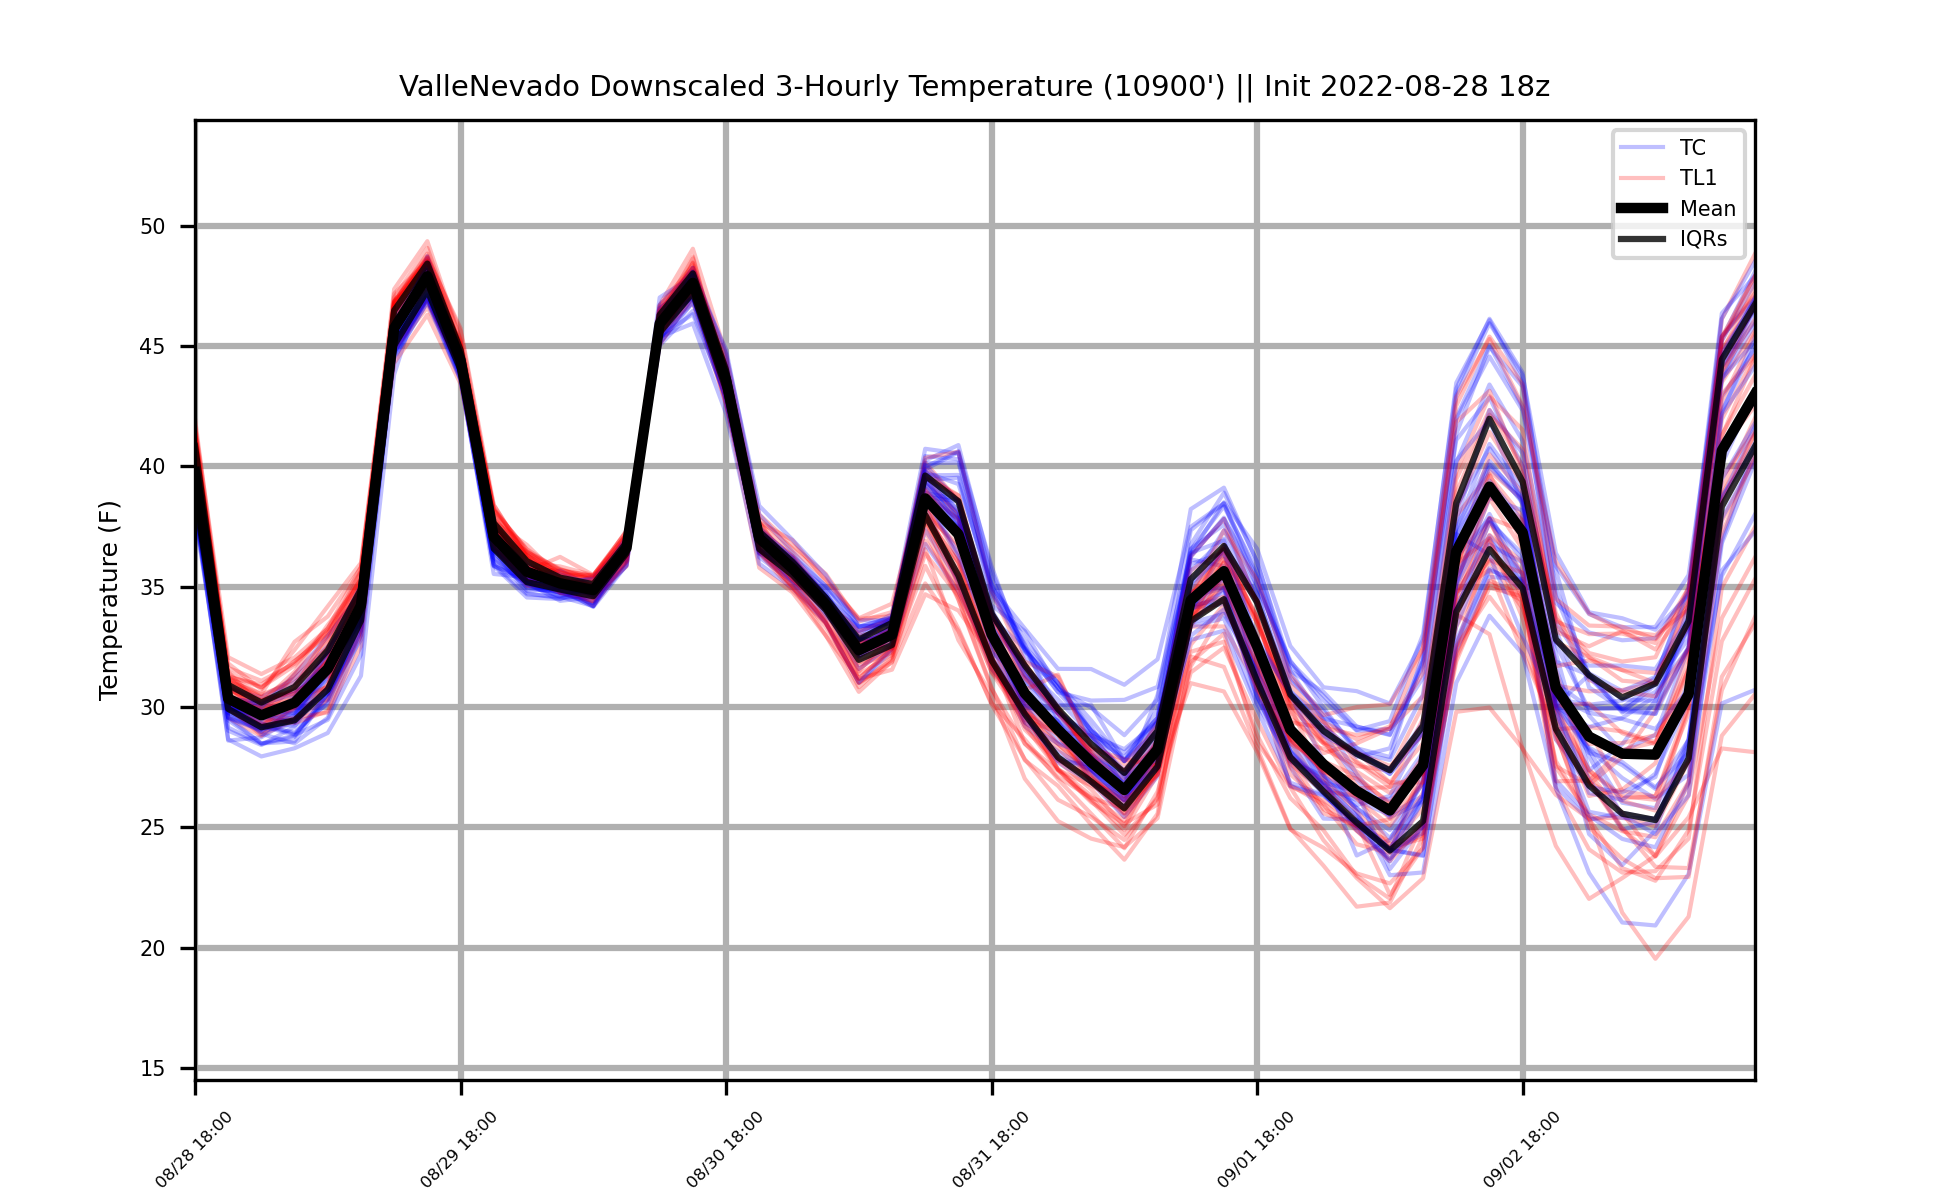 ValleNevado Downscaled 3-Hourly Temperature (10900') || Init 2022-08-28 18z
TC
TL1
Mean
IQRs
Temperature (F)
50
45
40
35
30
25
20
15
08/28 18:00
08/29 18:00
08/30 18:00
08/31 18:00
09/01 18:00
09/02 18:00